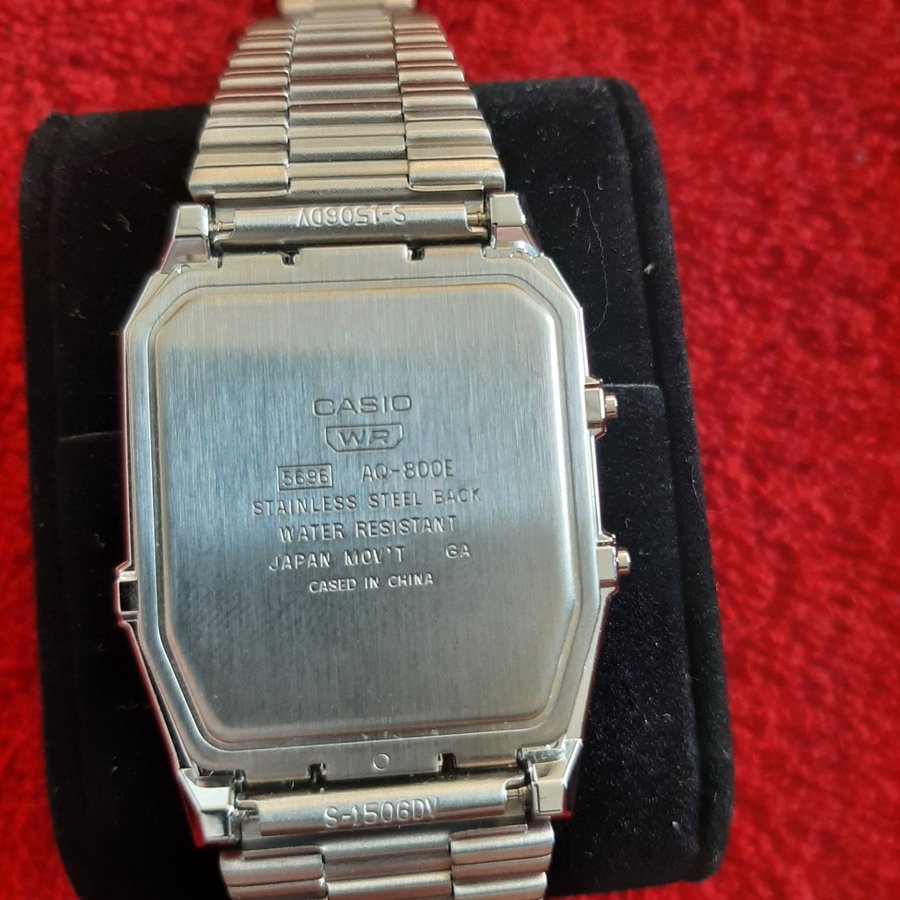 S-1506DV
CASIO
WR
5696 AQ-800E
STAINLESS STEEL BACK
WATER RESISTANT
JAPAN MOV'T GA
CASED IN CHINA
S-1506DV